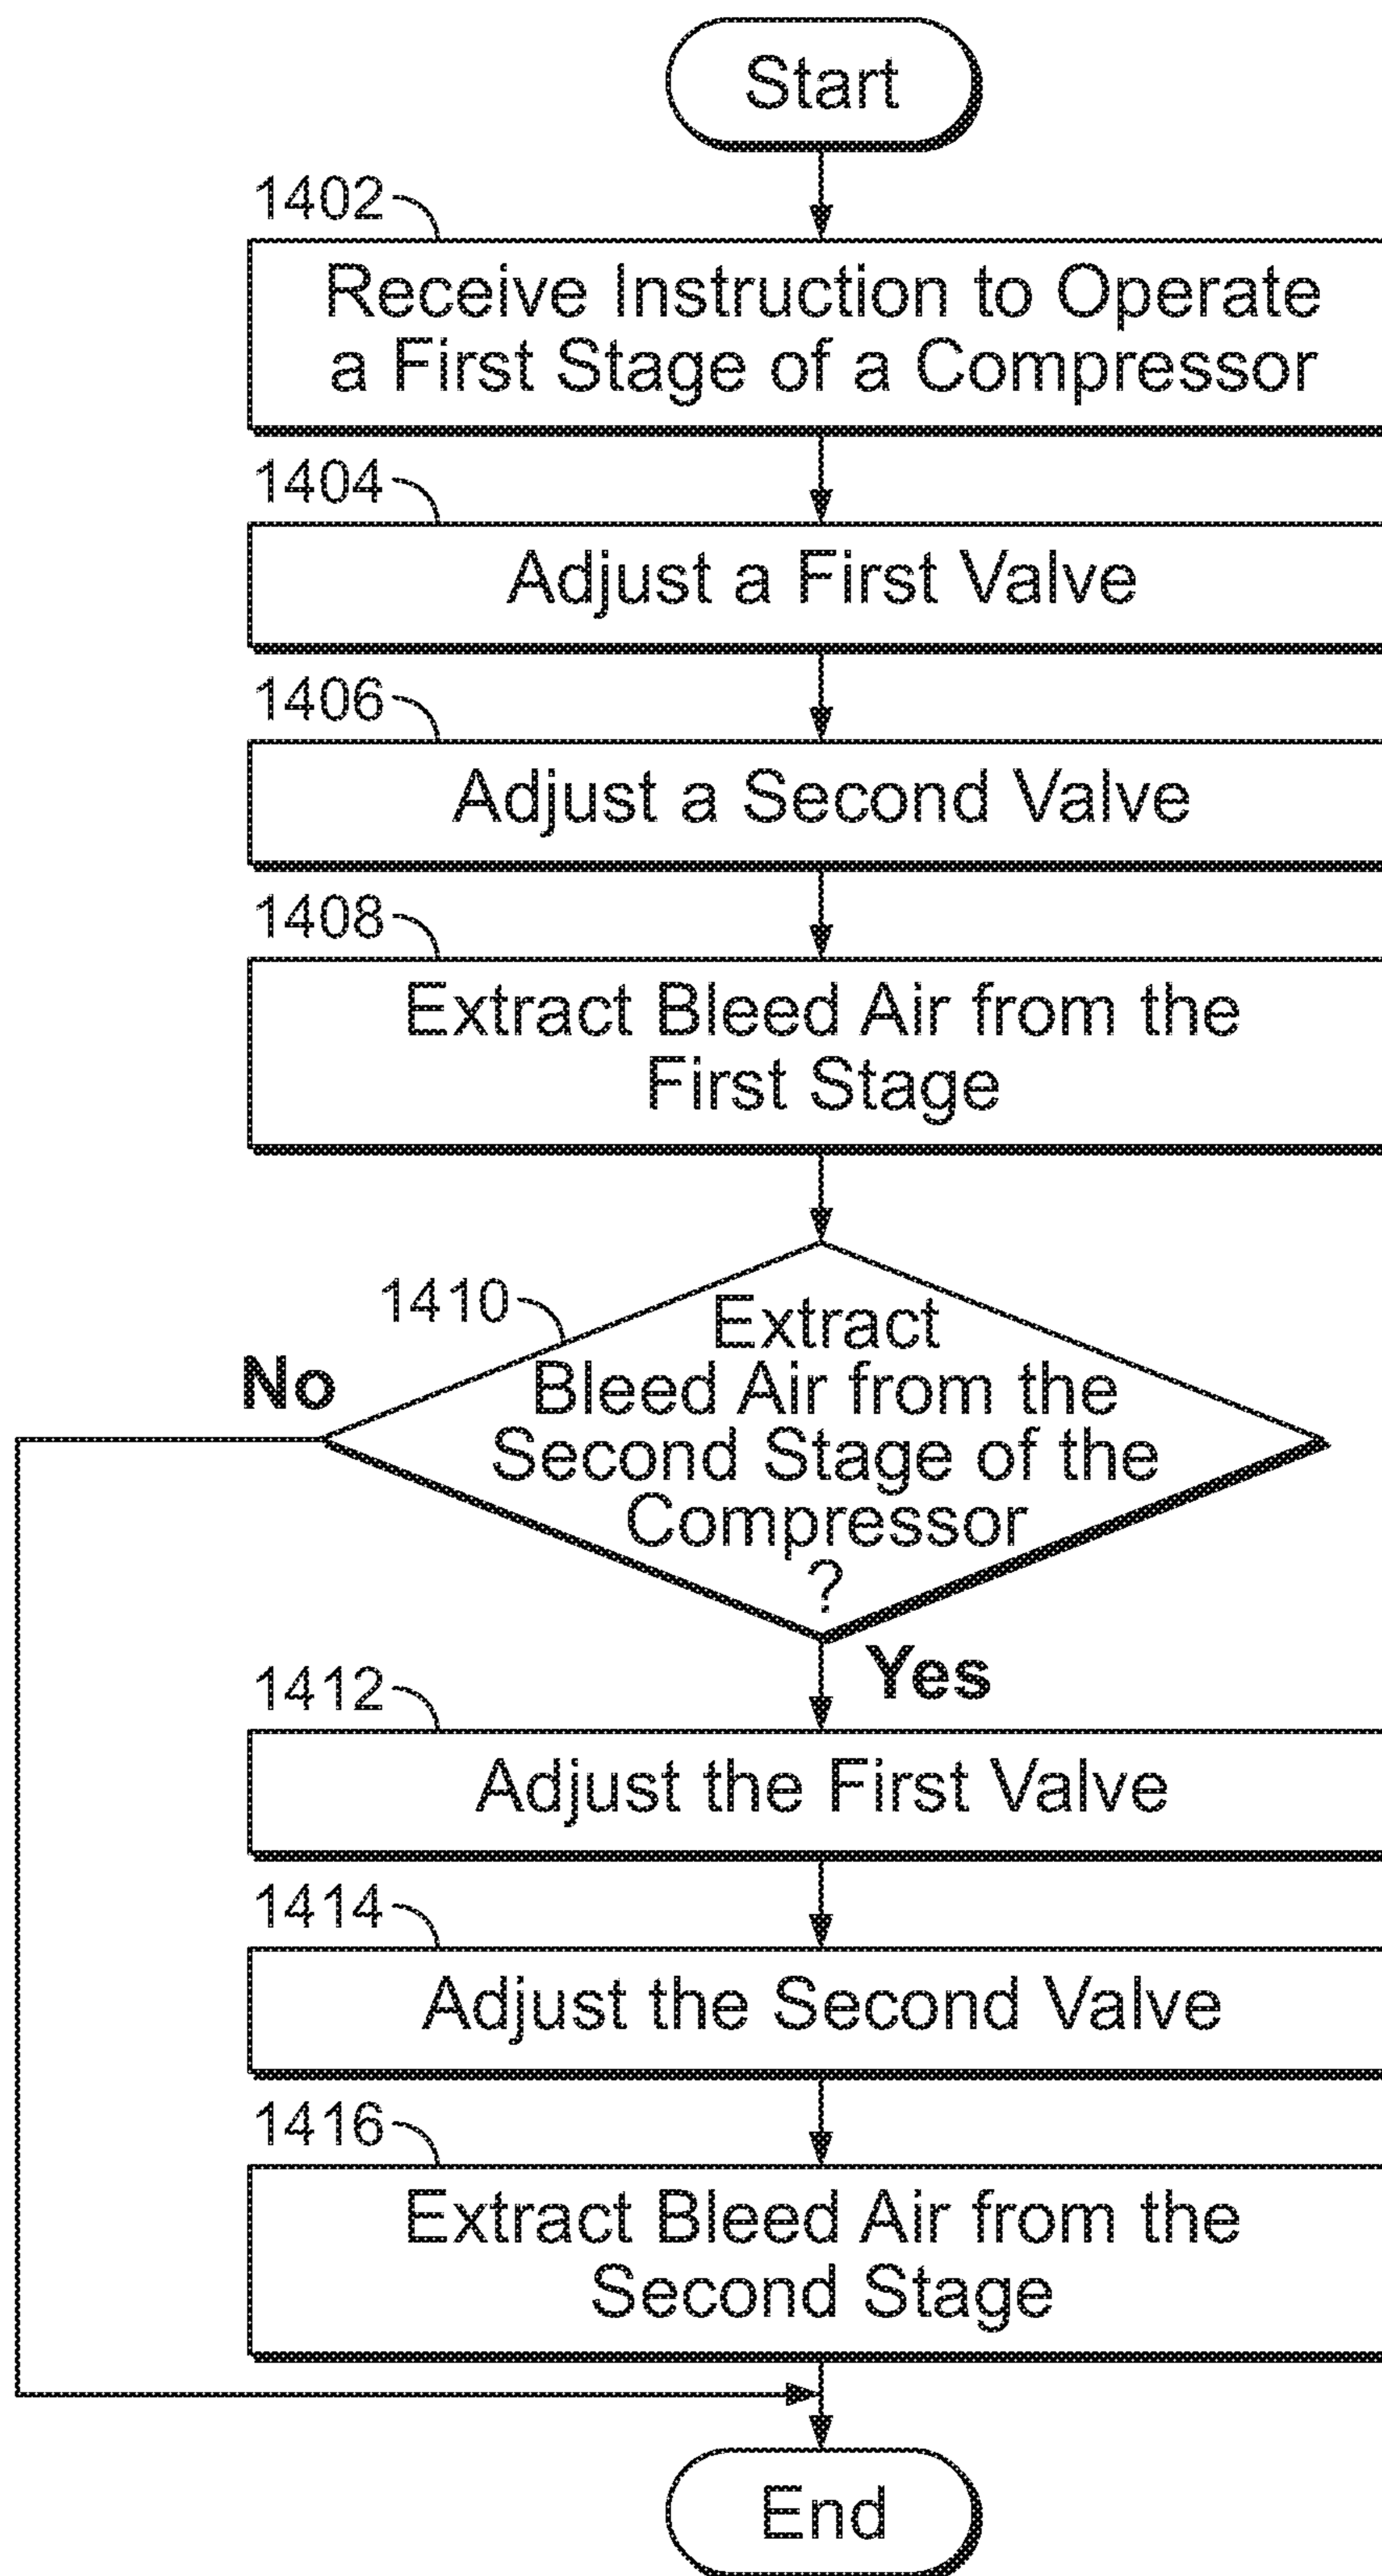 Start
1402
Receive Instruction to Operate
a First Stage of a Compressor
1404
Adjust a First Valve
1406
Adjust a Second Valve
1408
Extract Bleed Air from the
First Stage
1410
Extract
Bleed Air from the
Second Stage of the
Compressor
?
No
Yes
1412
Adjust the First Valve
1414
Adjust the Second Valve
1416
Extract Bleed Air from the
Second Stage
End